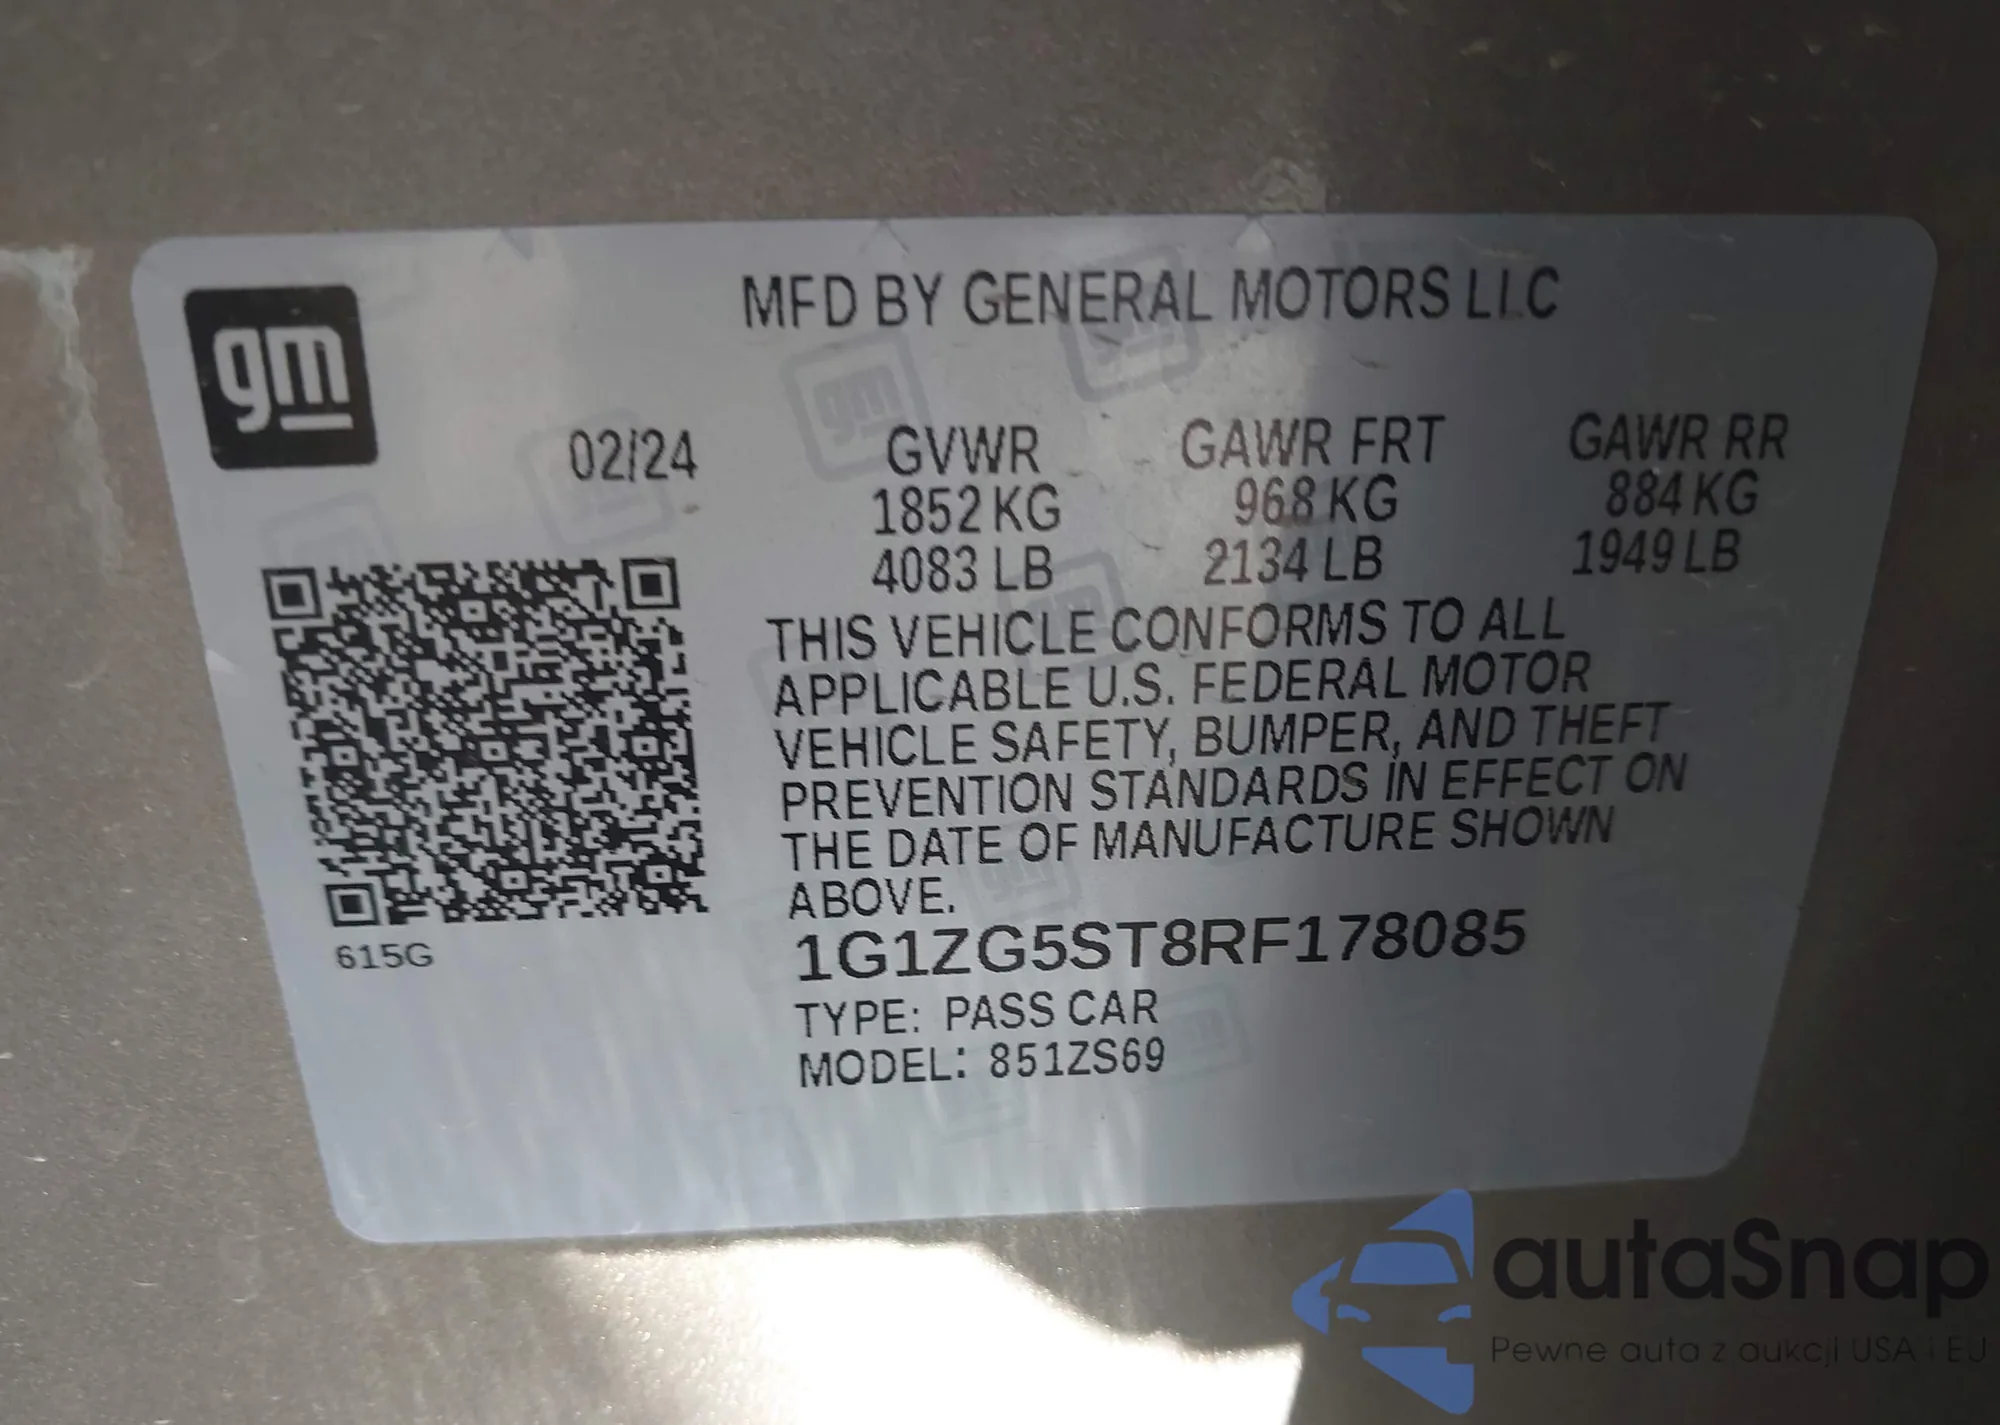 gm
MFD BY GENERAL MOTORS LLC
02/24 GVWR GAWR FRT GAWR RR
1852 KG 968 KG 884 KG
4083 LB 2134 LB 1949 LB
THIS VEHICLE CONFORMS TO ALL
APPLICABLE U.S. FEDERAL MOTOR
VEHICLE SAFETY, BUMPER, AND THEFT
PREVENTION STANDARDS IN EFFECT ON
THE DATE OF MANUFACTURE SHOWN
ABOVE.
615G
1G1ZG5ST8RF178085
TYPE: PASS CAR
MODEL: 851ZS69
autaSnap
Pewne auta z aukcji USA i EU